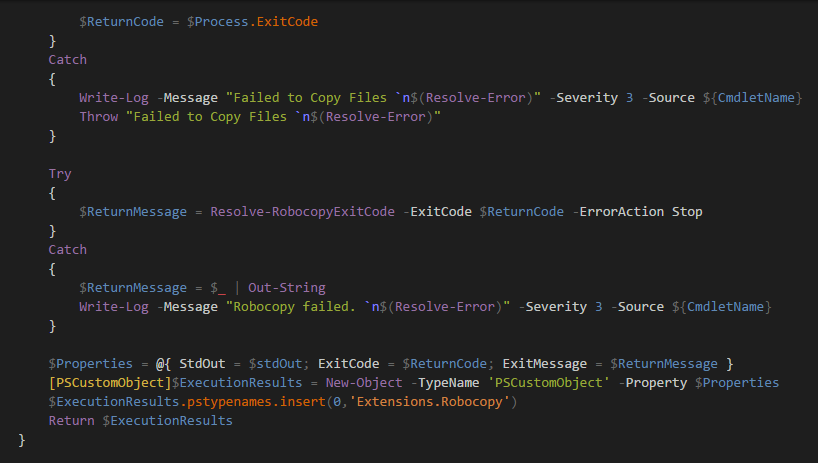 $ReturnCode = $Process.ExitCode
}
Catch
{
Write-Log -Message "Failed to Copy Files `n$(Resolve-Error)" -Severity 3 -Source ${CmdletName}
Throw "Failed to Copy Files `n$(Resolve-Error)"
}
Try
{
$ReturnMessage = Resolve-RobocopyExitCode -ExitCode $ReturnCode -ErrorAction Stop
}
Catch
{
$ReturnMessage = $_ | Out-String
Write-Log -Message "Robocopy failed. `n$(Resolve-Error)" -Severity 3 -Source ${CmdletName}
}
$Properties = @{ StdOut = $stdOut; ExitCode = $ReturnCode; ExitMessage = $ReturnMessage }
[PSCustomObject]$ExecutionResults = New-Object -TypeName 'PSCustomObject' -Property $Properties
$ExecutionResults.pstypenames.insert(0,'Extensions.Robocopy')
Return $ExecutionResults
}